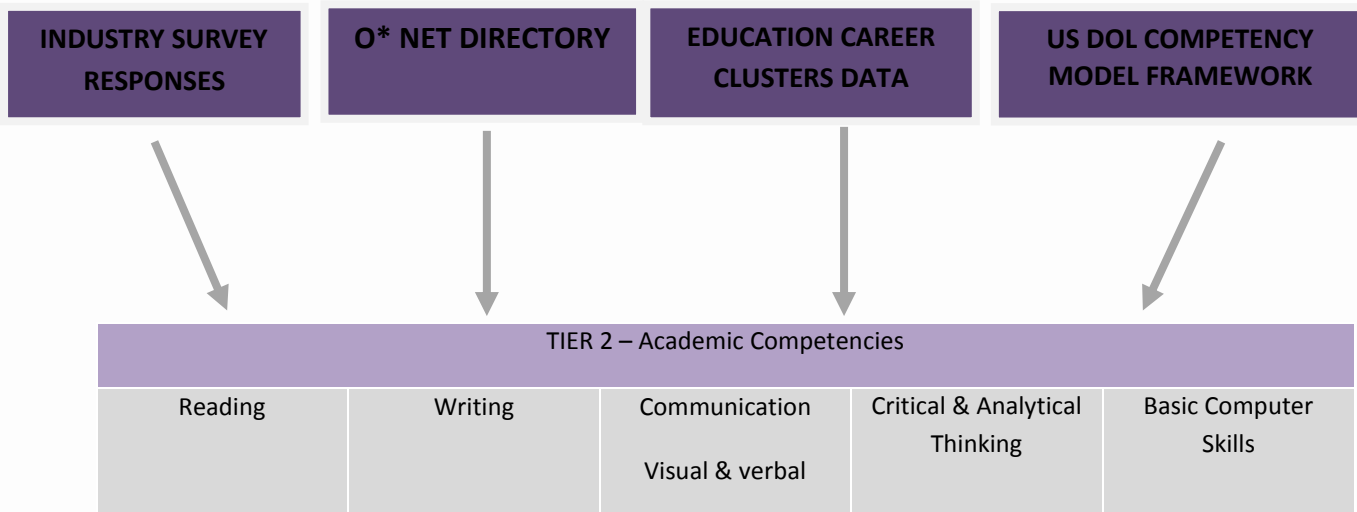 INDUSTRY SURVEY
RESPONSES
O* NET DIRECTORY
EDUCATION CAREER
CLUSTERS DATA
US DOL COMPETENCY
MODEL FRAMEWORK
TIER 2 – Academic Competencies
Reading
Writing
Communication
Visual & verbal
Critical & Analytical
Thinking
Basic Computer
Skills